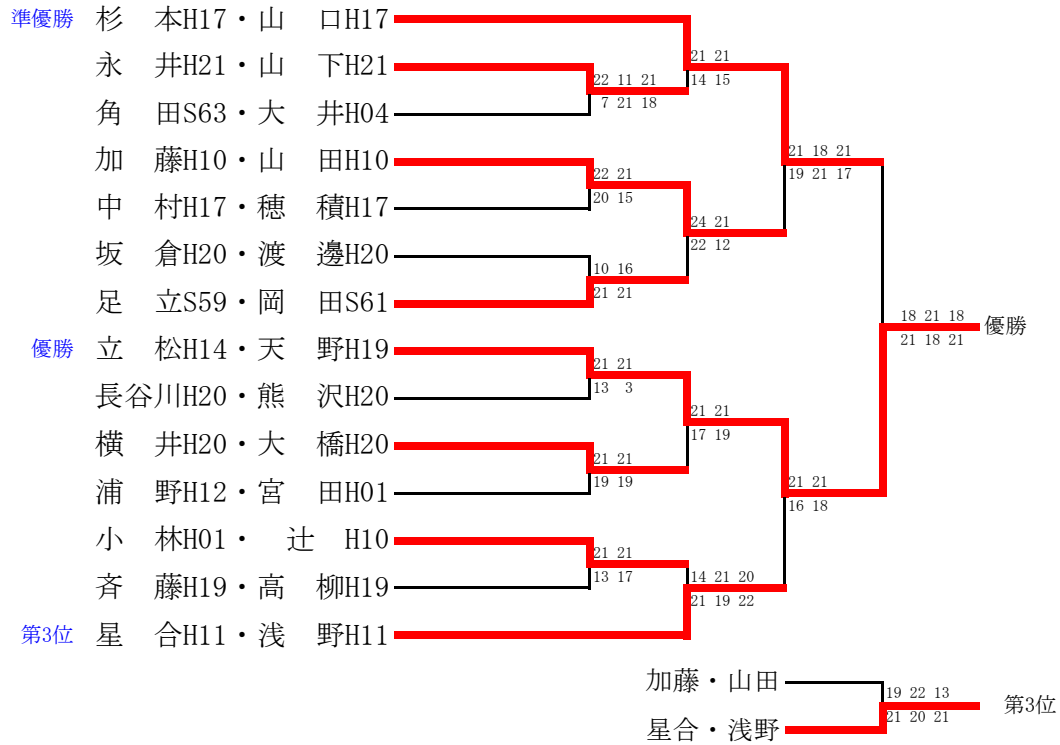 準優勝 杉　本H17・山　口H17
21 21
永　井H21・山　下H21
22 11 21
14 15
7 21 18
角　田S63・大　井H04
加　藤H10・山　田H10
21 18 21
22 21
19 21 17
20 15
中　村H17・穂　積H17
24 21
22 12
坂　倉H20・渡　邊H20
10 16
21 21
足　立S59・岡　田S61
18 21 18
優勝
21 18 21
優勝 立　松H14・天　野H19
21 21
13 3
長谷川H20・熊　沢H20
21 21
17 19
横　井H20・大　橋H20
21 21
19 19
21 21
16 18
浦　野H12・宮　田H01
小　林H01・　辻　H10
21 21
13 17
14 21 20
21 19 22
斉　藤H19・高　柳H19
第3位 星　合H11・浅　野H11
加藤・山田
19 22 13
第3位
21 20 21
星合・浅野